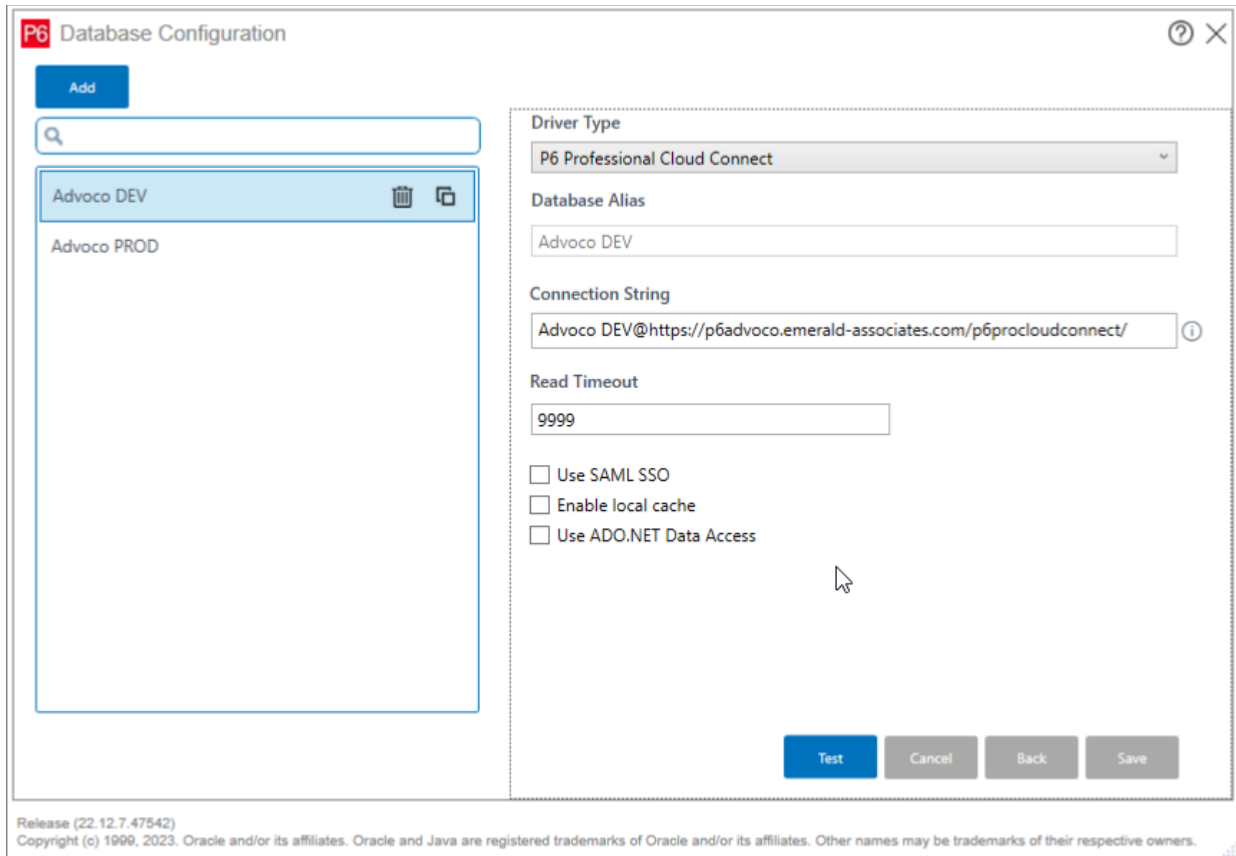 P6 Database Configuration
Add
Driver Type
P6 Professional Cloud Connect
Advoco DEV
Database Alias
Advoco DEV
Advoco PROD
Connection String
Advoco DEV@https://p6advoco.emerald-associates.com/p6procloudconnect/
Read Timeout
9999
Use SAML SSO
Enable local cache
Use ADO.NET Data Access
Test Cancel Back Save
Release (22.12.7.47542)
Copyright (c) 1999, 2023. Oracle and/or its affiliates. Oracle and Java are registered trademarks of Oracle and/or its affiliates. Other names may be trademarks of their respective owners.